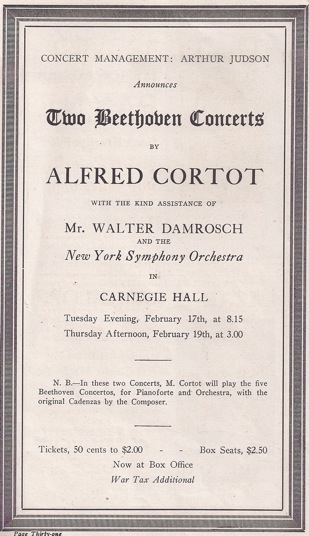 CONCERT MANAGEMENT: ARTHUR JUDSON
Announces
Two Beethoven Concerts
BY
ALFRED CORTOT
WITH THE KIND ASSISTANCE OF
Mr. WALTER DAMROSCH
AND THE
New York Symphony Orchestra
IN
CARNEGIE HALL
Tuesday Evening, February 17th, at 8.15
Thursday Afternoon, February 19th, at 3.00
N. B.—In these two Concerts, M. Cortot will play the five
Beethoven Concertos, for Pianoforte and Orchestra, with the
original Cadenzas by the Composer.
Tickets, 50 cents to $2.00 - - Box Seats, $2.50
Now at Box Office
War Tax Additional
Page Thirty-one